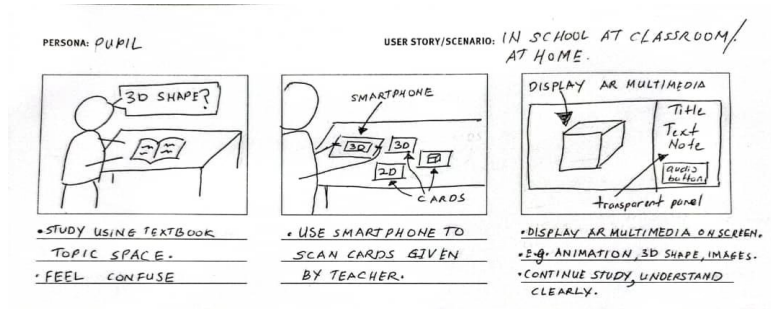 PERSONA: PUPIL
USER STORY/SCENARIO: IN SCHOOL AT CLASSROOM/
AT HOME.
3D SHAPE?
• STUDY USING TEXTBOOK
TOPIC SPACE.
• FEEL CONFUSE
SMARTPHONE
3D
3D
2D
CARDS
• USE SMARTPHONE TO
SCAN CARDS GIVEN
BY TEACHER.
DISPLAY AR MULTIMEDIA
Title
Text
Note
audio
button
transparent panel
• DISPLAY AR MULTIMEDIA ON SCREEN.
• E.g. ANIMATION, 3D SHAPE, IMAGES.
• CONTINUE STUDY, UNDERSTAND
CLEARLY.